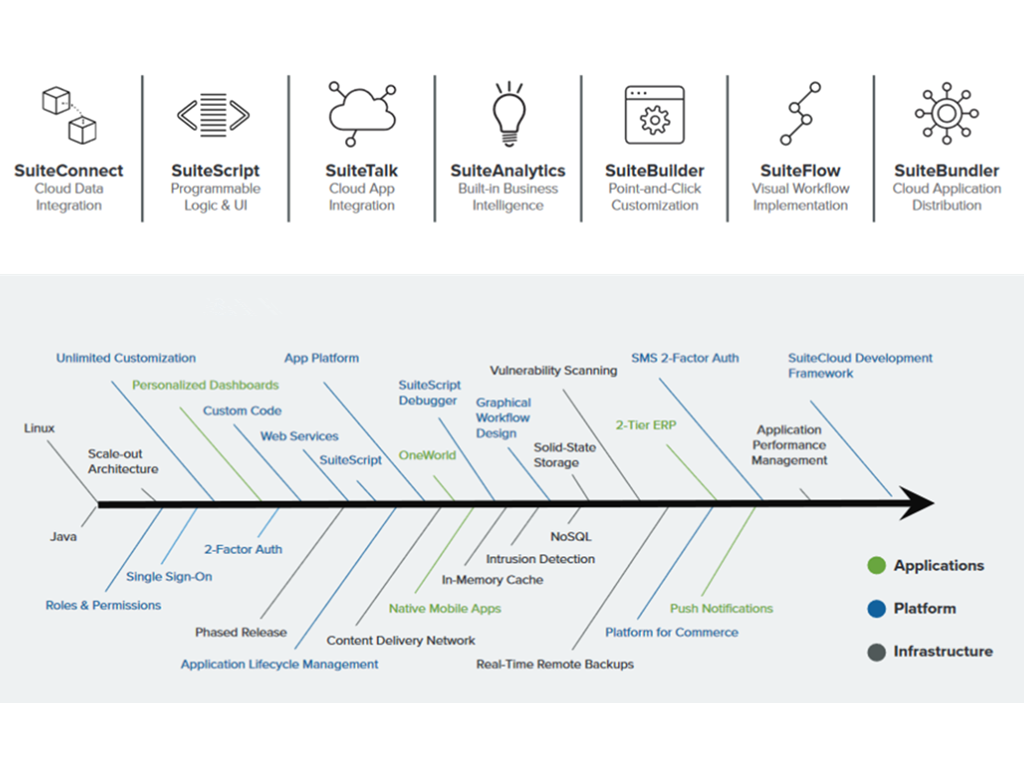 SuiteConnect
Cloud Data
Integration
SuiteScript
Programmable
Logic & UI
SuiteTalk
Cloud App
Integration
SuiteAnalytics
Built-in Business
Intelligence
SuiteBuilder
Point-and-Click
Customization
SuiteFlow
Visual Workflow
Implementation
SuiteBundler
Cloud Application
Distribution
Unlimited Customization
App Platform
SMS 2-Factor Auth
SuiteCloud Development
Framework
Vulnerability Scanning
Personalized Dashboards
SuiteScript
Debugger
Custom Code
Graphical
Workflow
Design
Linux
2-Tier ERP
Application
Performance
Management
Web Services
Scale-out
Architecture
SuiteScript
OneWorld
Solid-State
Storage
Java
NoSQL
2-Factor Auth
Intrusion Detection
Single Sign-On
In-Memory Cache
Roles & Permissions
Native Mobile Apps
Push Notifications
Phased Release
Platform for Commerce
Content Delivery Network
Application Lifecycle Management
Real-Time Remote Backups
Applications
Platform
Infrastructure